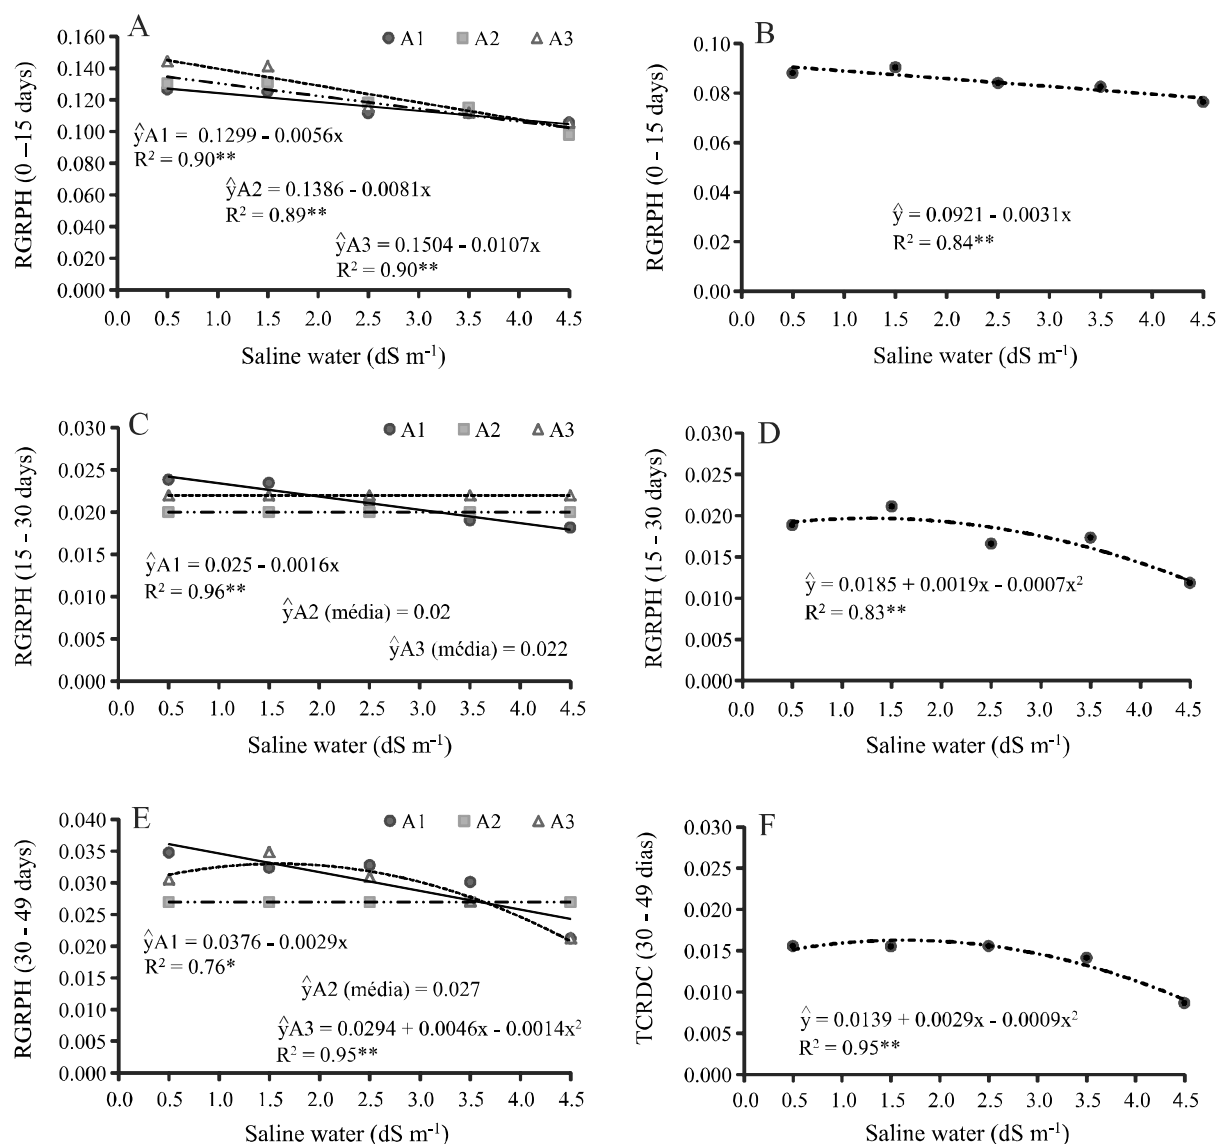 A
A1 A2 A3
RGRPH (0 –15 days)
0.160
0.140
0.120
0.100
0.080
0.060
0.040
0.020
0.000
ŷA1 = 0.1299 - 0.0056x
R² = 0.90**
ŷA2 = 0.1386 - 0.0081x
R² = 0.89**
ŷA3 = 0.1504 - 0.0107x
R² = 0.90**
0.0 0.5 1.0 1.5 2.0 2.5 3.0 3.5 4.0 4.5
Saline water (dS m⁻¹)
B
RGRPH (0 - 15 days)
0.10
0.08
0.06
0.04
0.02
0.00
ŷ = 0.0921 - 0.0031x
R² = 0.84**
0.0 0.5 1.0 1.5 2.0 2.5 3.0 3.5 4.0 4.5
Saline water (dS m⁻¹)
C
A1 A2 A3
RGRPH (15 - 30 days)
0.030
0.025
0.020
0.015
0.010
0.005
0.000
ŷA1 = 0.025 - 0.0016x
R² = 0.96**
ŷA2 (média) = 0.02
ŷA3 (média) = 0.022
0.0 0.5 1.0 1.5 2.0 2.5 3.0 3.5 4.0 4.5
Saline water (dS m⁻¹)
D
RGRPH (15 - 30 days)
0.030
0.025
0.020
0.015
0.010
0.005
0.000
ŷ = 0.0185 + 0.0019x - 0.0007x²
R² = 0.83**
0.0 0.5 1.0 1.5 2.0 2.5 3.0 3.5 4.0 4.5
Saline water (dS m⁻¹)
E
A1 A2 A3
RGRPH (30 - 49 days)
0.040
0.035
0.030
0.025
0.020
0.015
0.010
0.005
0.000
ŷA1 = 0.0376 - 0.0029x
R² = 0.76*
ŷA2 (média) = 0.027
ŷA3 = 0.0294 + 0.0046x - 0.0014x²
R² = 0.95**
0.0 0.5 1.0 1.5 2.0 2.5 3.0 3.5 4.0 4.5
Saline water (dS m⁻¹)
F
TCRDC (30 - 49 dias)
0.030
0.025
0.020
0.015
0.010
0.005
0.000
ŷ = 0.0139 + 0.0029x - 0.0009x²
R² = 0.95**
0.0 0.5 1.0 1.5 2.0 2.5 3.0 3.5 4.0 4.5
Saline water (dS m⁻¹)